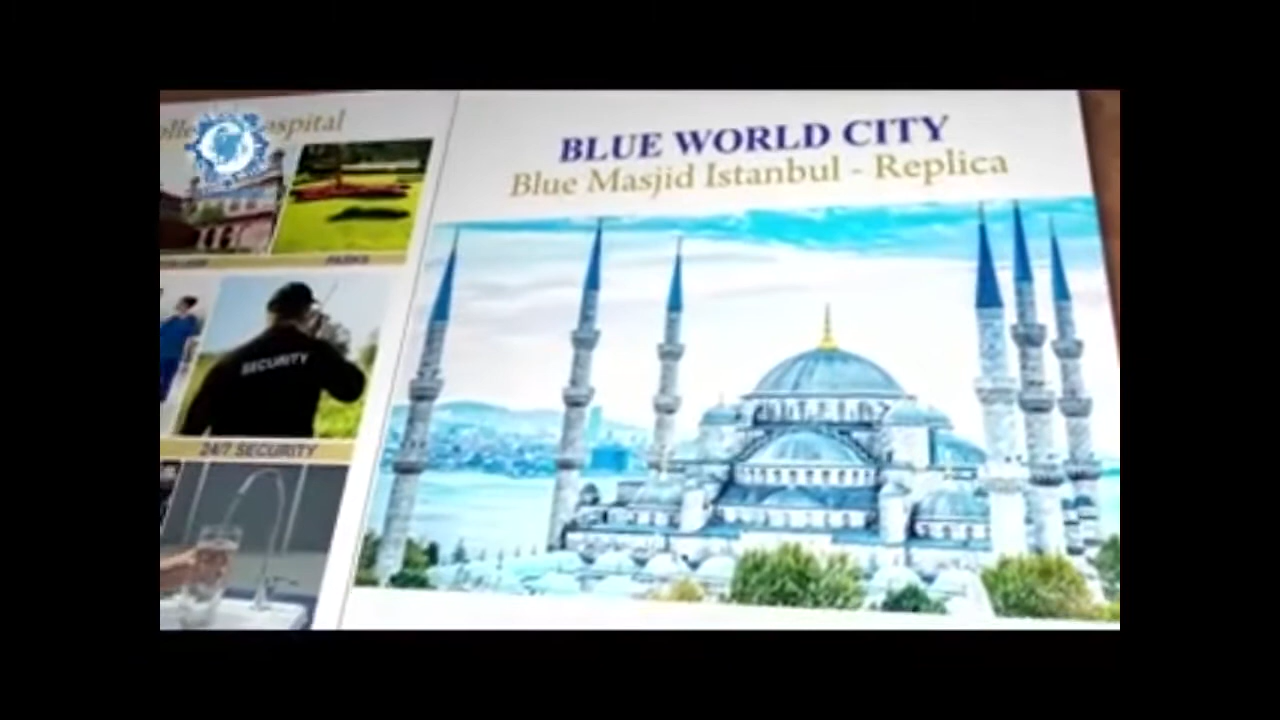 BLUE WORLD CITY
Blue Masjid Istanbul - Replica
PARKS
SECURITY
24/7 SECURITY